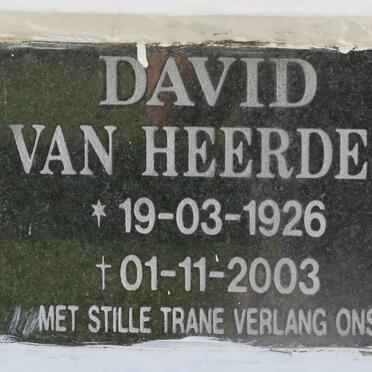 DAVID
VAN HEERDE
* 19-03-1926
† 01-11-2003
MET STILLE TRANE VERLANG ONS